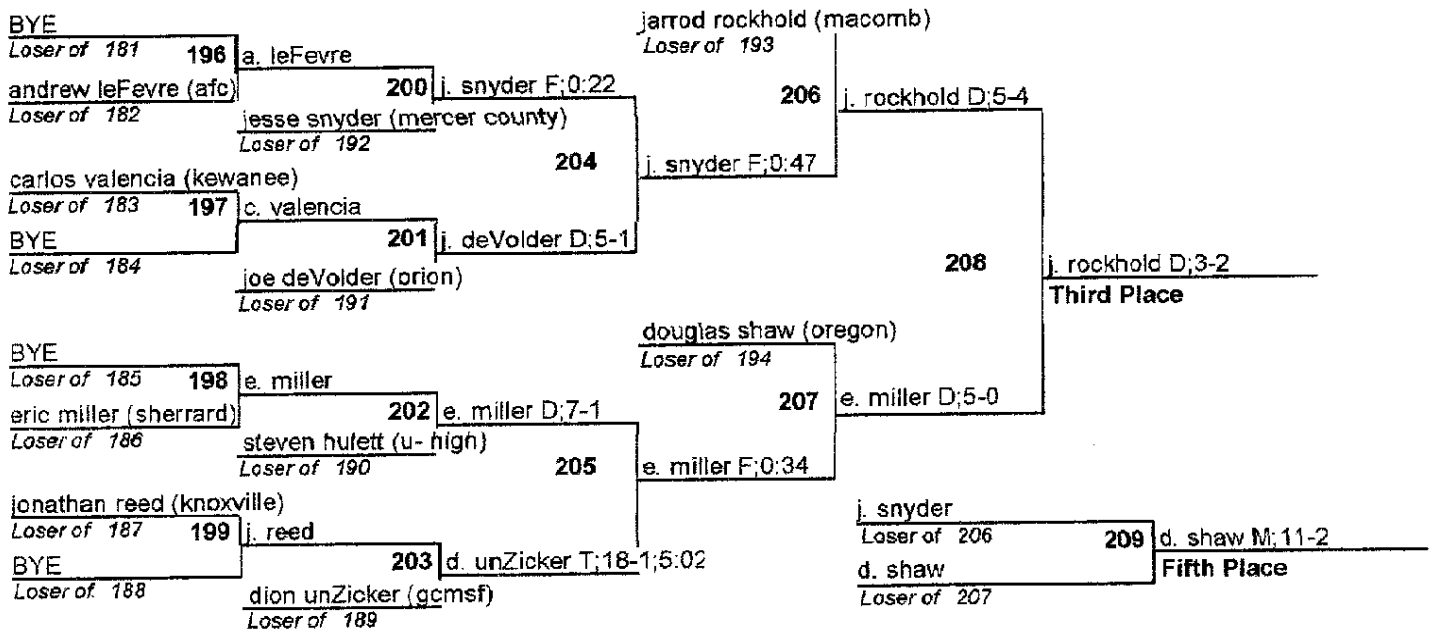 BYE
Loser of 181
196 a. leFevre
andrew leFevre (afc)
Loser of 182
200 j. snyder F;0:22
jesse snyder (mercer county)
Loser of 192
carlos valencia (kewanee)
Loser of 183
197 c. valencia
BYE
Loser of 184
201 j. deVolder D;5-1
joe deVolder (orion)
Loser of 191
204 j. snyder F;0:47
jarrod rockhold (macomb)
Loser of 193
206 j. rockhold D;5-4
BYE
Loser of 185
198 e. miller
eric miller (sherrard)
Loser of 186
202 e. miller D;7-1
steven hulett (u- high)
Loser of 190
jonathan reed (knoxville)
Loser of 187
199 j. reed
BYE
Loser of 188
203 d. unZicker T;18-1;5:02
dion unZicker (gcmsf)
Loser of 189
205 e. miller F;0:34
douglas shaw (oregon)
Loser of 194
207 e. miller D;5-0
208 j. rockhold D;3-2
Third Place
j. snyder
Loser of 206
209 d. shaw M;11-2
d. shaw
Loser of 207
Fifth Place